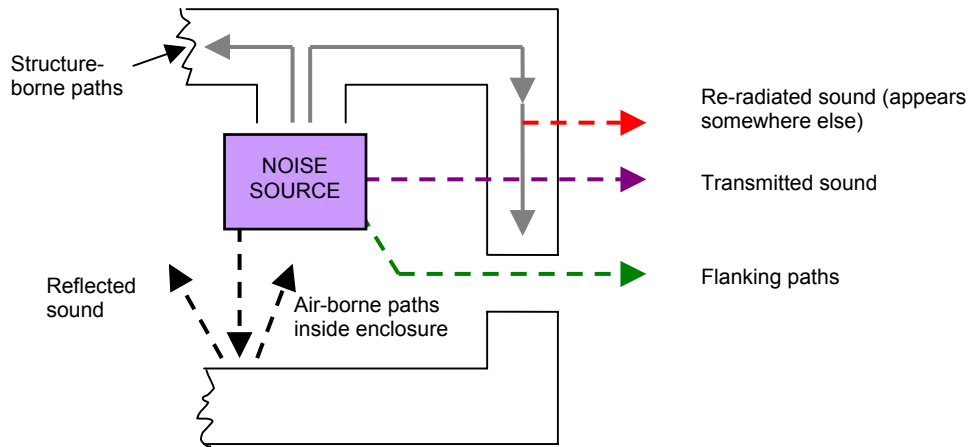 Structure-
borne paths
Re-radiated sound (appears
somewhere else)
NOISE
SOURCE
Transmitted sound
Flanking paths
Reflected
sound
Air-borne paths
inside enclosure